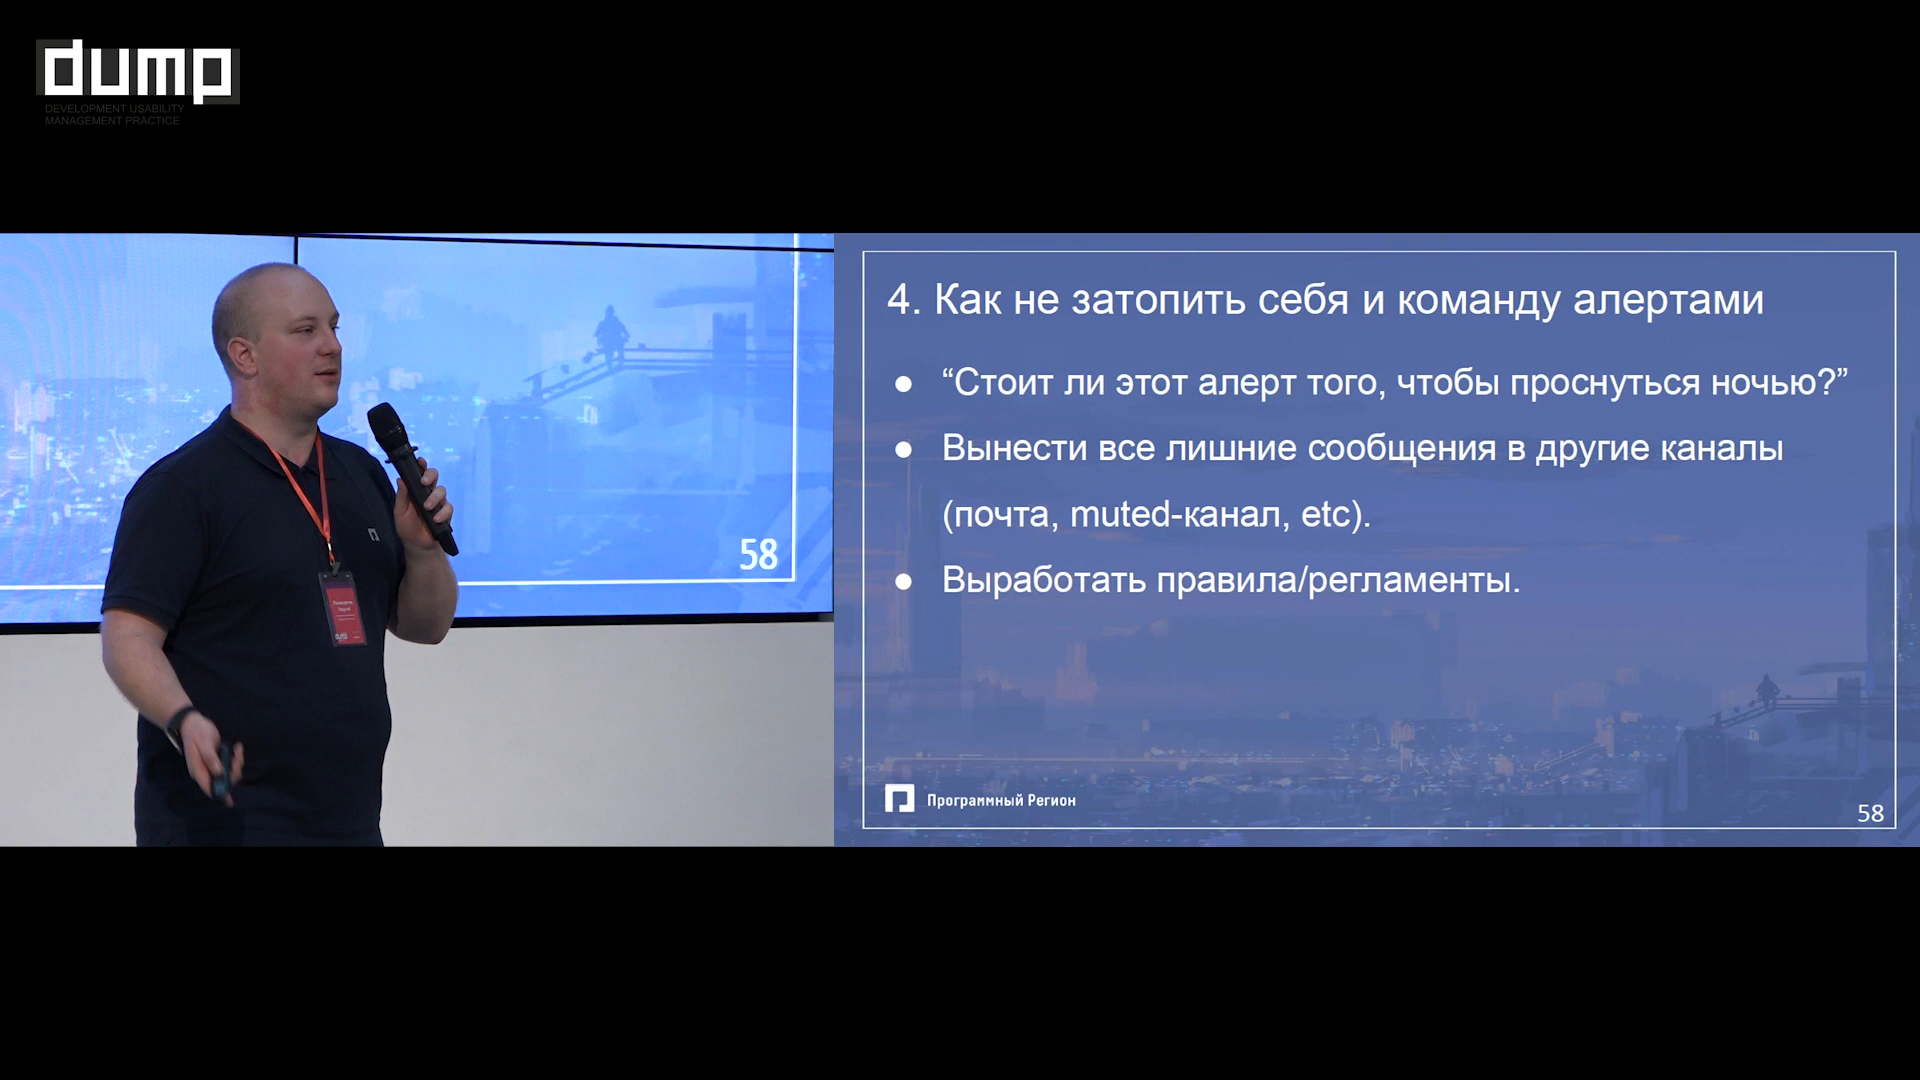 dump
DEVELOPMENT USABILITY
MANAGEMENT PRACTICE
58
4. Как не затопить себя и команду алертами
● “Стоит ли этот алерт того, чтобы проснуться ночью?”
● Вынести все лишние сообщения в другие каналы
(почта, muted-канал, etc).
● Выработать правила/регламенты.
Программный Регион
58